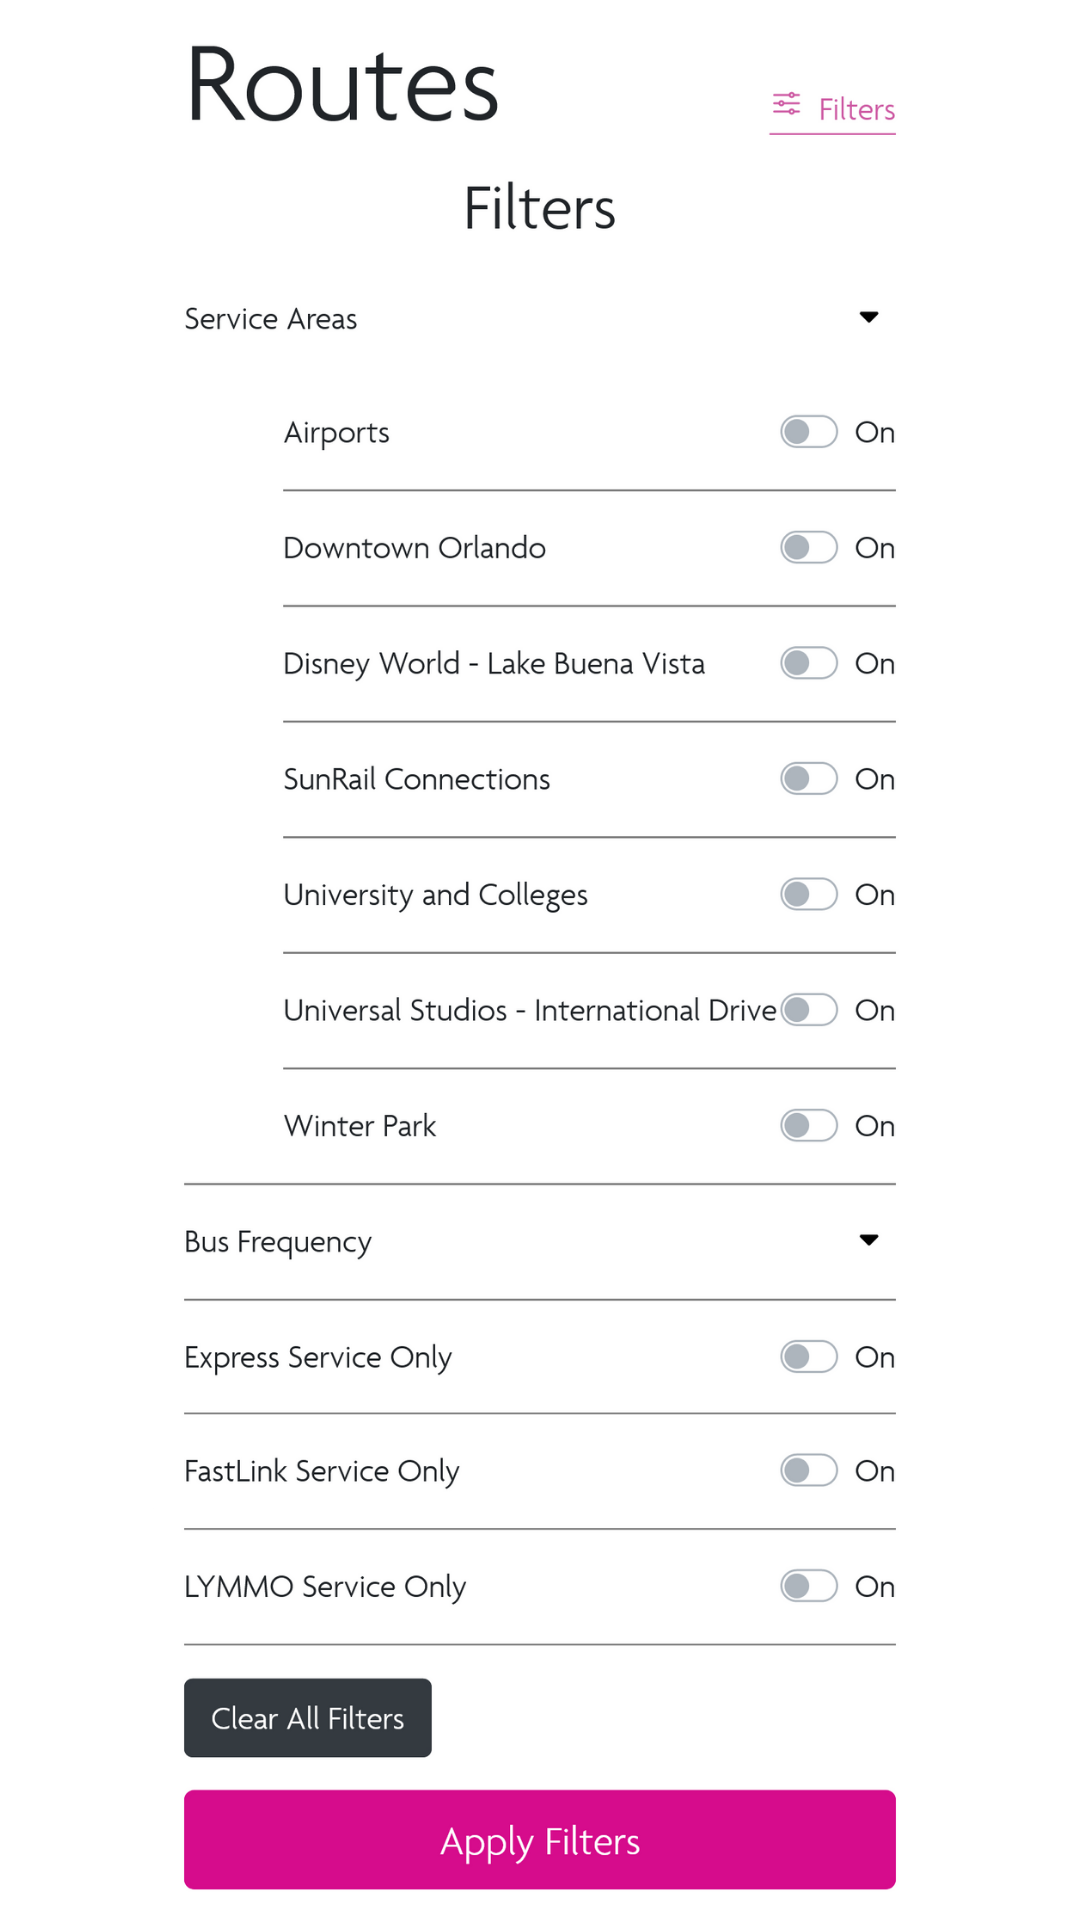 Routes
Filters
Filters
Service Areas
Airports On
Downtown Orlando On
Disney World - Lake Buena Vista On
SunRail Connections On
University and Colleges On
Universal Studios - International Drive On
Winter Park On
Bus Frequency
Express Service Only On
FastLink Service Only On
LYMMO Service Only On
Clear All Filters
Apply Filters